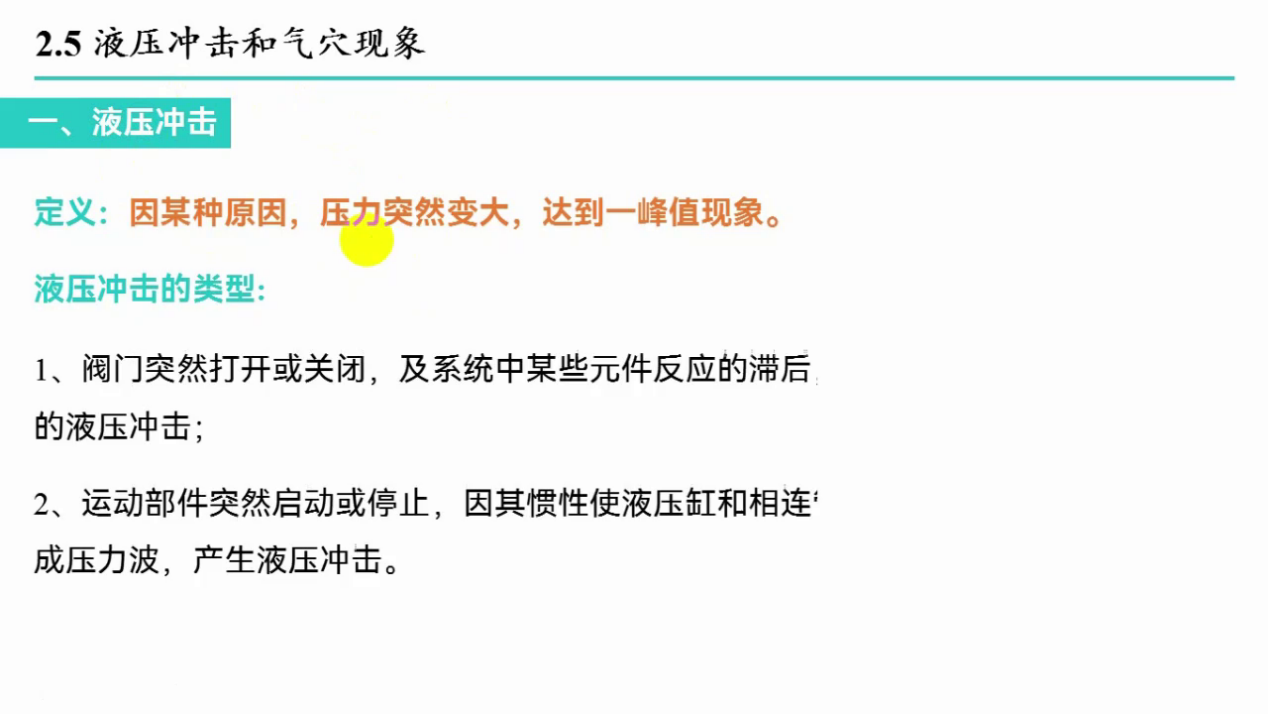 2.5 液压冲击和气穴现象
一、液压冲击
定义：因某种原因，压力突然变大，达到一峰值现象。
液压冲击的类型：
1、阀门突然打开或关闭，及系统中某些元件反应的滞后，
的液压冲击；
2、运动部件突然启动或停止，因其惯性使液压缸和相连
成压力波，产生液压冲击。